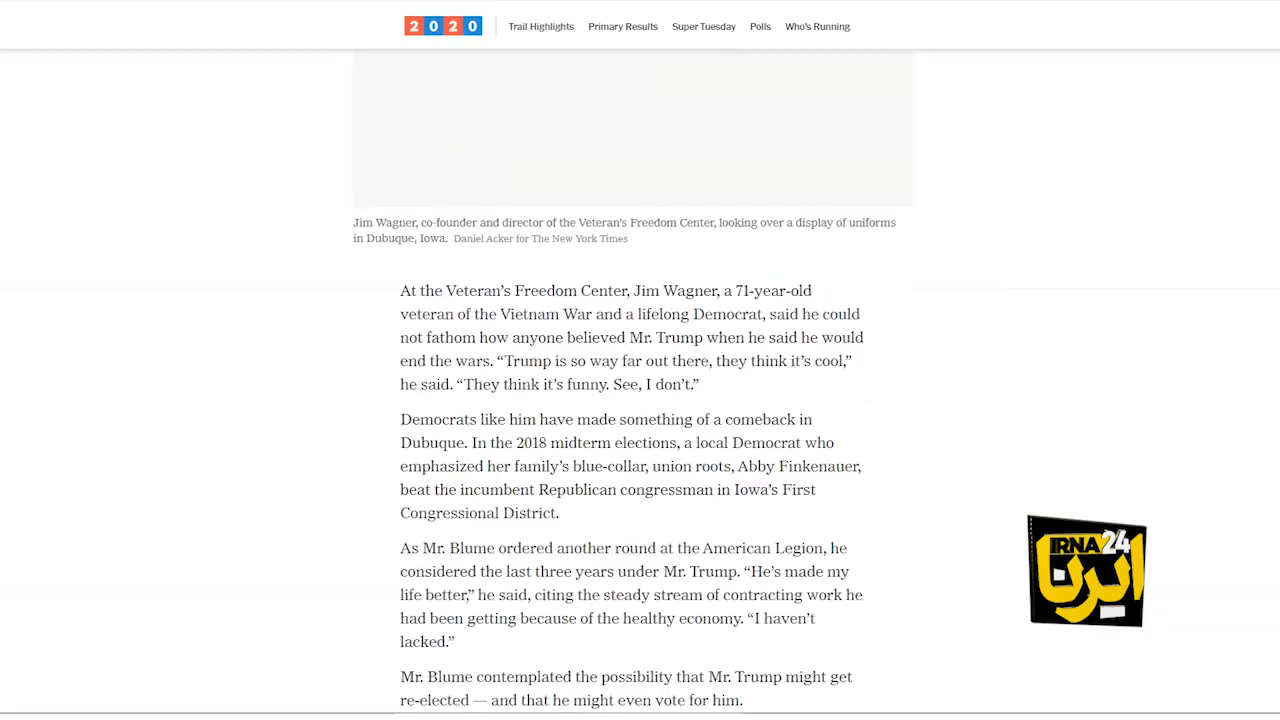 2020
Trail Highlights
Primary Results
Super Tuesday
Polls
Who's Running
Jim Wagner, co-founder and director of the Veteran's Freedom Center, looking over a display of uniforms
in Dubuque, Iowa. Daniel Acker for The New York Times
At the Veteran's Freedom Center, Jim Wagner, a 71-year-old
veteran of the Vietnam War and a lifelong Democrat, said he could
not fathom how anyone believed Mr. Trump when he said he would
end the wars. “Trump is so way far out there, they think it's cool,”
he said. “They think it's funny. See, I don't.”
Democrats like him have made something of a comeback in
Dubuque. In the 2018 midterm elections, a local Democrat who
emphasized her family's blue-collar, union roots, Abby Finkenauer,
beat the incumbent Republican congressman in Iowa's First
Congressional District.
As Mr. Blume ordered another round at the American Legion, he
considered the last three years under Mr. Trump. “He's made my
life better,” he said, citing the steady stream of contracting work he
had been getting because of the healthy economy. “I haven't
lacked.”
Mr. Blume contemplated the possibility that Mr. Trump might get
re-elected — and that he might even vote for him.
IRNA24
ایرنا